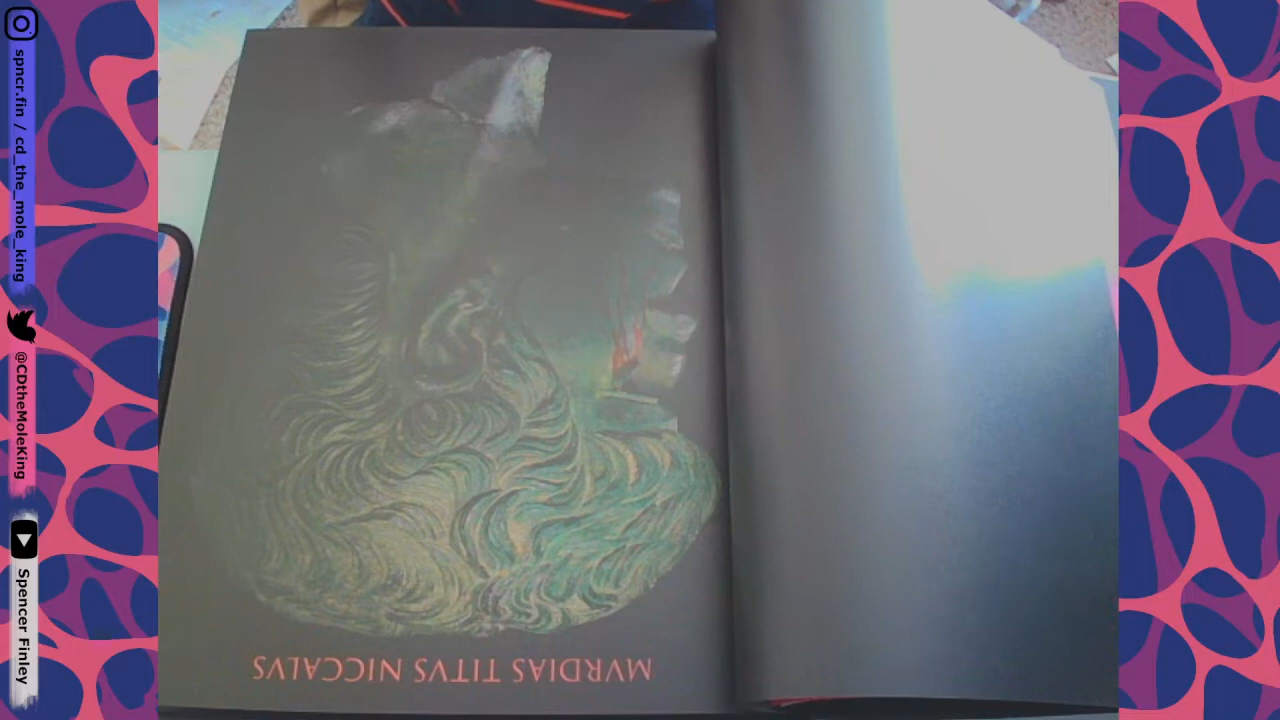 spncr.fin / cd_the_mole_king
@CDtheMoleKing
Spencer Finley
MVRDIAS TITVS NICCALVS